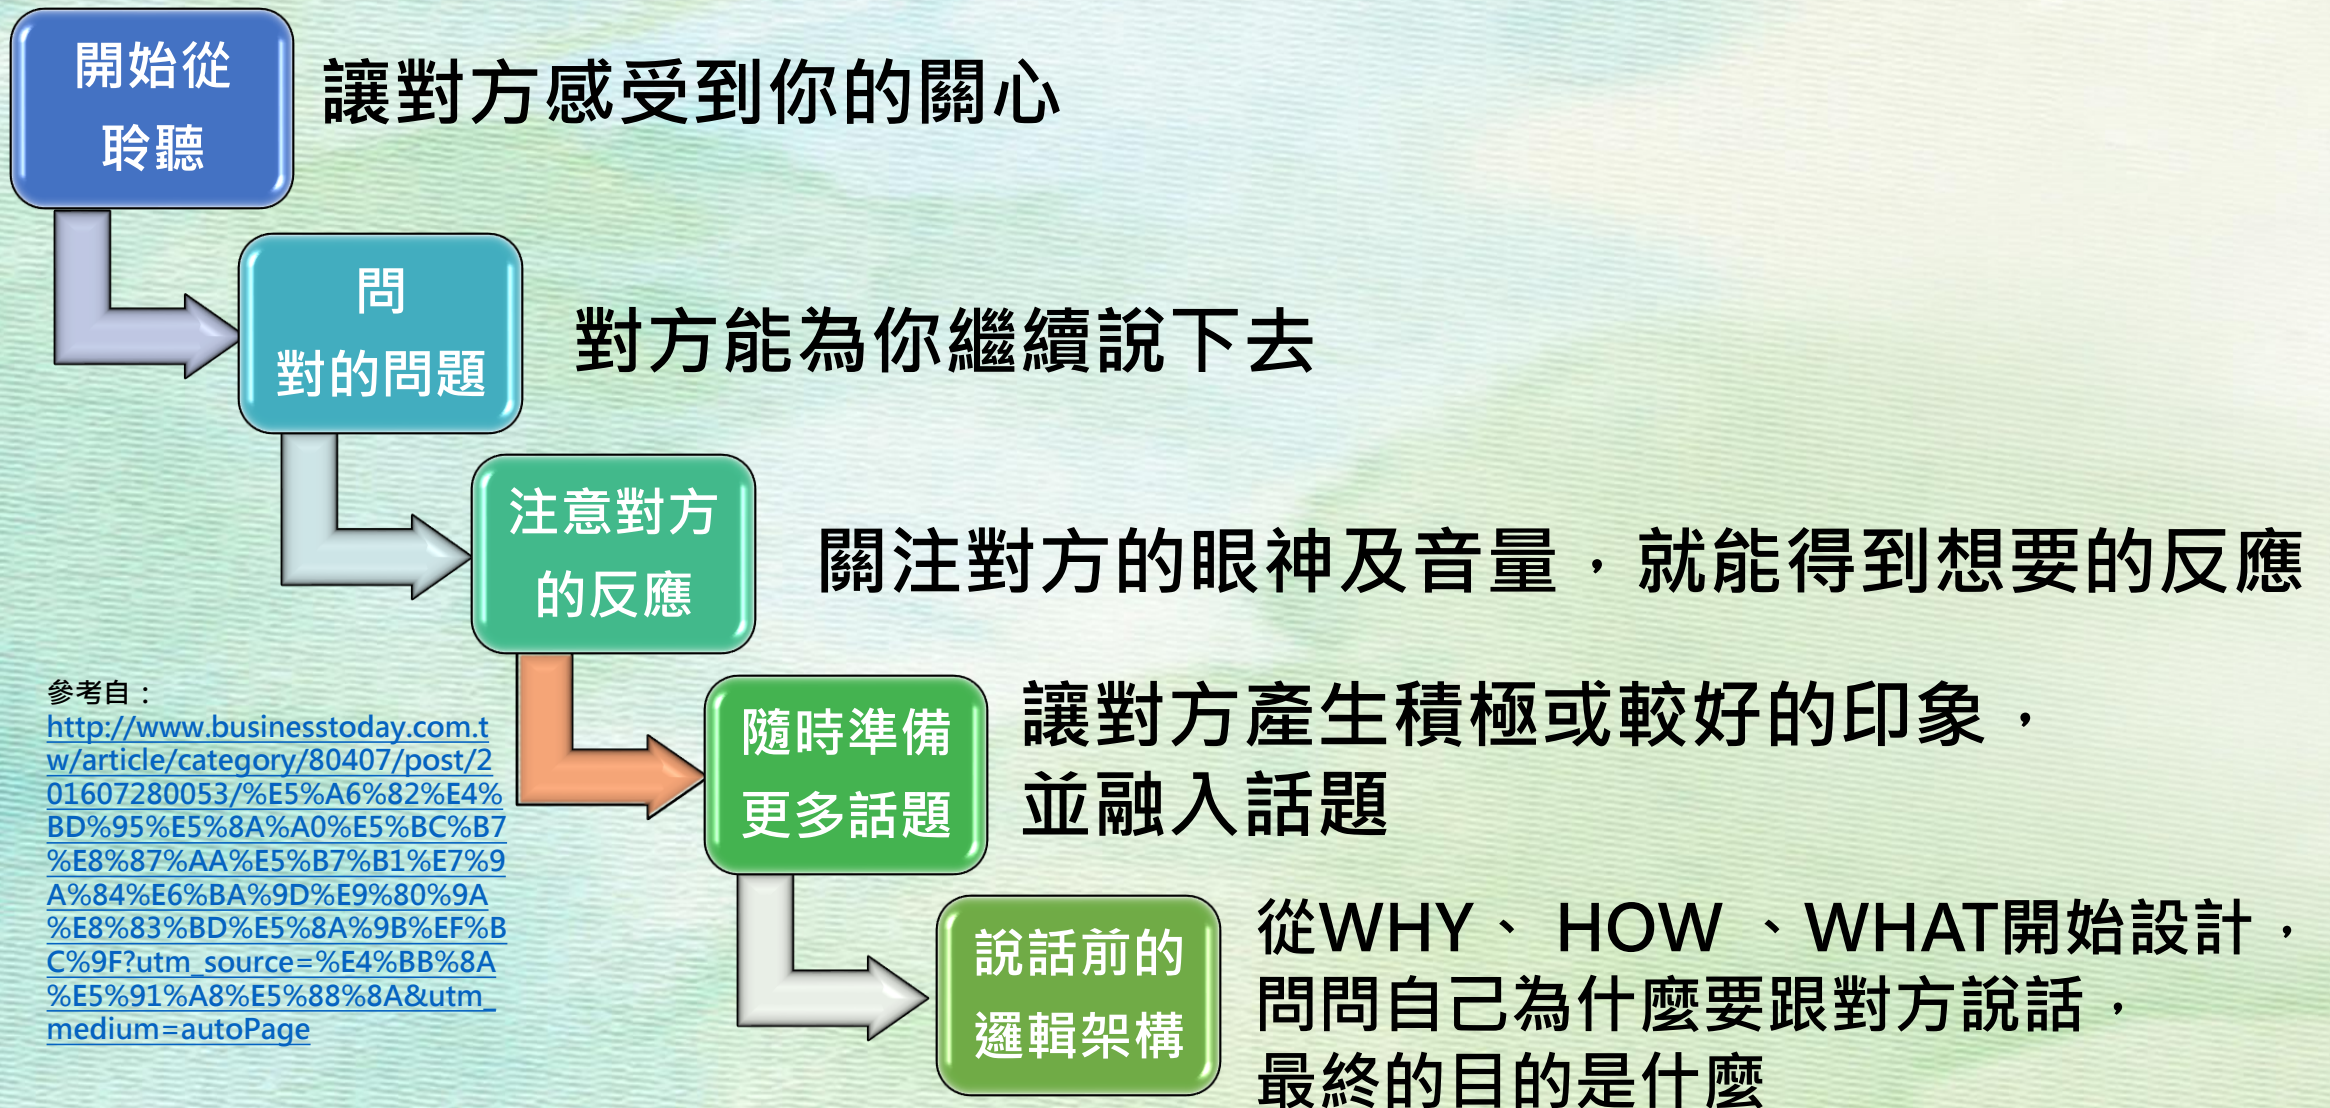 開始從
聆聽
讓對方感受到你的關心
問
對的問題
對方能為你繼續說下去
注意對方
的反應
關注對方的眼神及音量，就能得到想要的反應
隨時準備
更多話題
讓對方產生積極或較好的印象，
並融入話題
說話前的
邏輯架構
從WHY、 HOW 、WHAT開始設計，
問問自己為什麼要跟對方說話，
最終的目的是什麼
參考自：
http://www.businesstoday.com.t
w/article/category/80407/post/2
01607280053/%E5%A6%82%E4%
BD%95%E5%8A%A0%E5%BC%B7
%E8%87%AA%E5%B7%B1%E7%9
A%84%E6%BA%9D%E9%80%9A
%E8%83%BD%E5%8A%9B%EF%B
C%9F?utm_source=%E4%BB%8A
%E5%91%A8%E5%88%8A&utm_
medium=autoPage